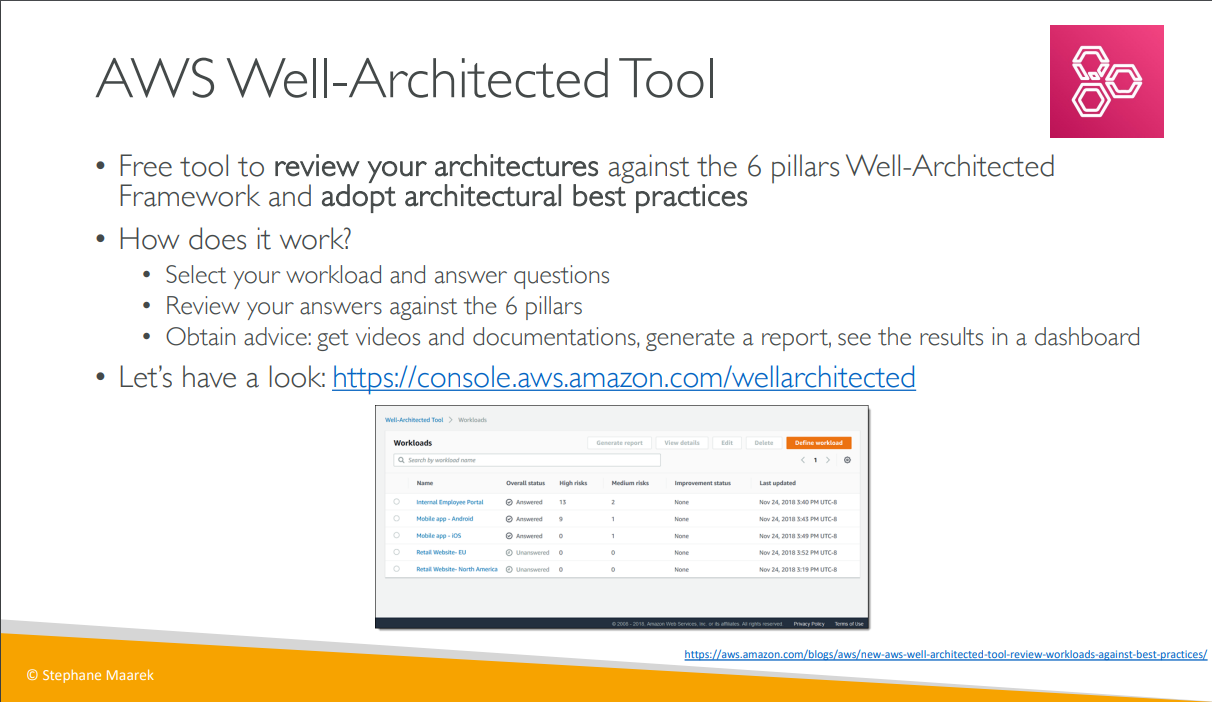 AWS Well-Architected Tool
• Free tool to review your architectures against the 6 pillars Well-Architected
Framework and adopt architectural best practices
• How does it work?
• Select your workload and answer questions
• Review your answers against the 6 pillars
• Obtain advice: get videos and documentations, generate a report, see the results in a dashboard
• Let's have a look: https://console.aws.amazon.com/wellarchitected
Well-Architected Tool > Workloads
Workloads Generate report View details Edit Delete Define workload
Search by workload name < 1 >
Name Overall status High risks Medium risks Improvement status Last updated
Internal Employee Portal Answered 13 2 None Nov 24, 2018 3:40 PM UTC-8
Mobile app - Android Answered 9 1 None Nov 24, 2018 3:43 PM UTC-8
Mobile app - iOS Answered 0 1 None Nov 24, 2018 3:49 PM UTC-8
Retail Website- EU Unanswered 0 0 None Nov 24, 2018 3:52 PM UTC-8
Retail Website- North America Unanswered 0 0 None Nov 24, 2018 3:19 PM UTC-8
© 2008 - 2018, Amazon Web Services, Inc. or its affiliates. All rights reserved. Privacy Policy Terms of Use
https://aws.amazon.com/blogs/aws/new-aws-well-architected-tool-review-workloads-against-best-practices/
© Stephane Maarek